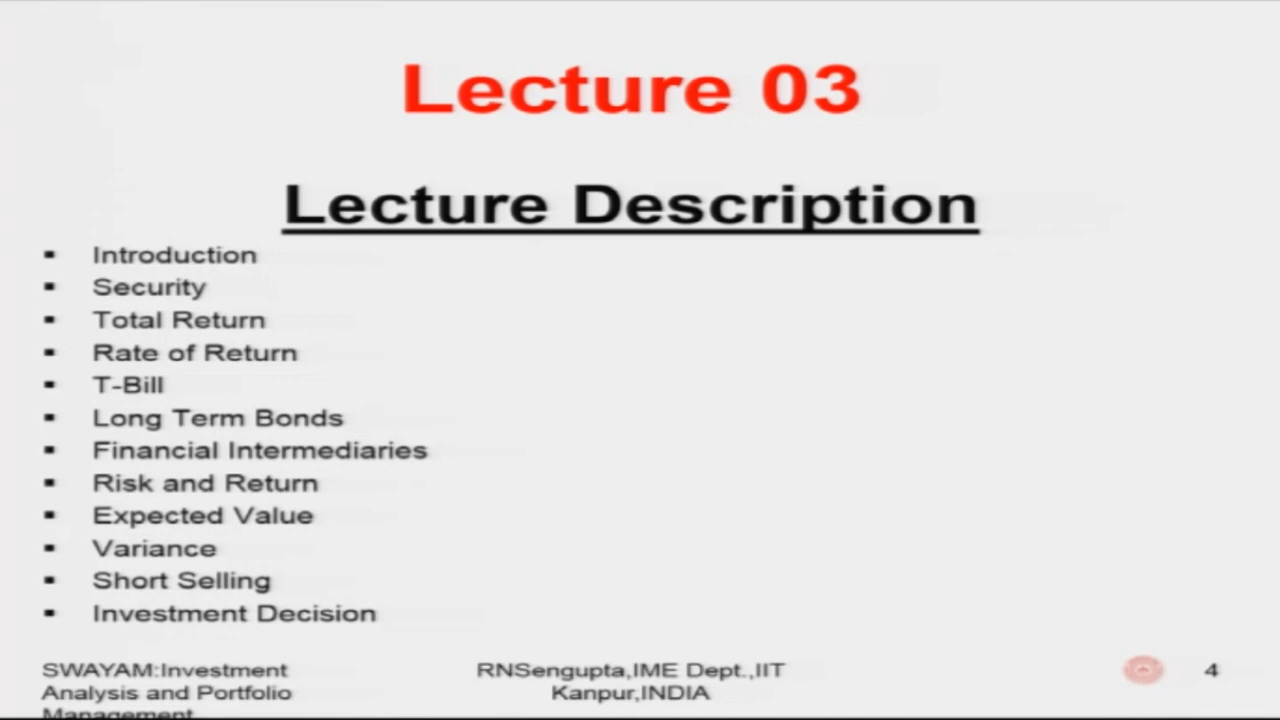 Lecture 03
Lecture Description
▪ Introduction
▪ Security
▪ Total Return
▪ Rate of Return
▪ T-Bill
▪ Long Term Bonds
▪ Financial Intermediaries
▪ Risk and Return
▪ Expected Value
▪ Variance
▪ Short Selling
▪ Investment Decision
SWAYAM:Investment
Analysis and Portfolio
Management
RNSengupta,IME Dept.,IIT
Kanpur,INDIA
4